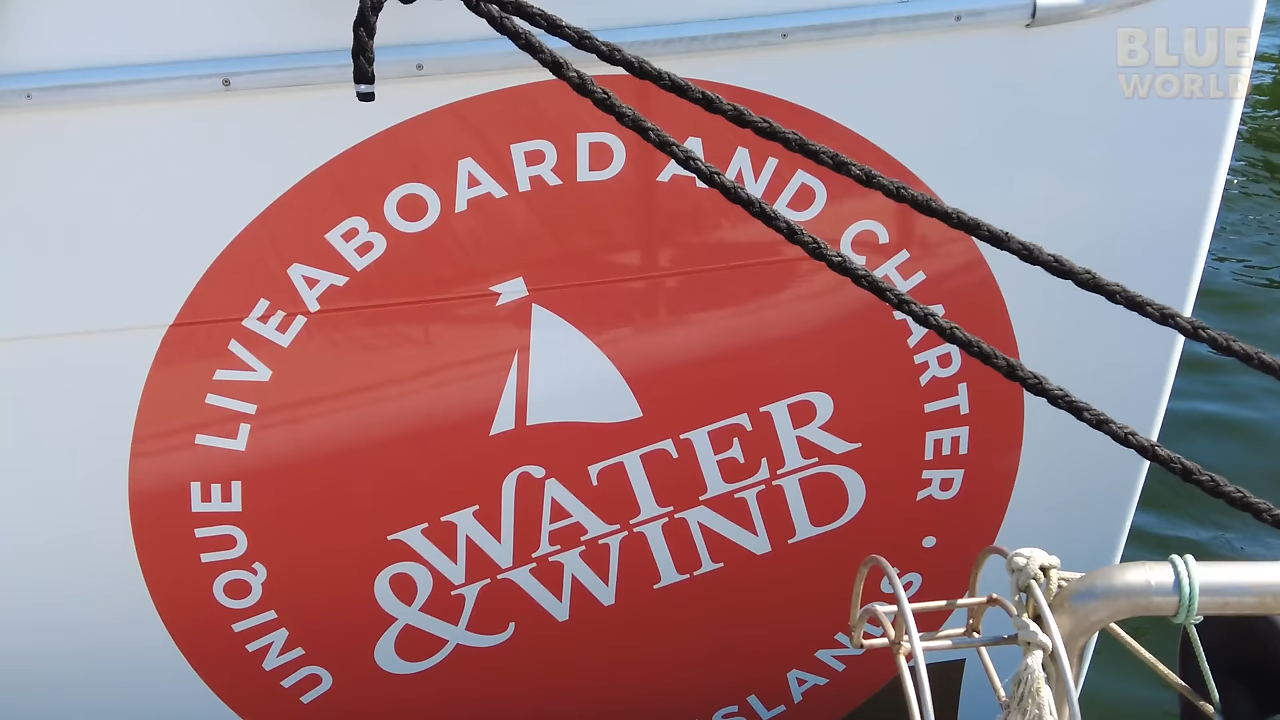 BLUE
WORLD
UNIQUE LIVEABOARD AND CHARTER •
WATER
& WIND